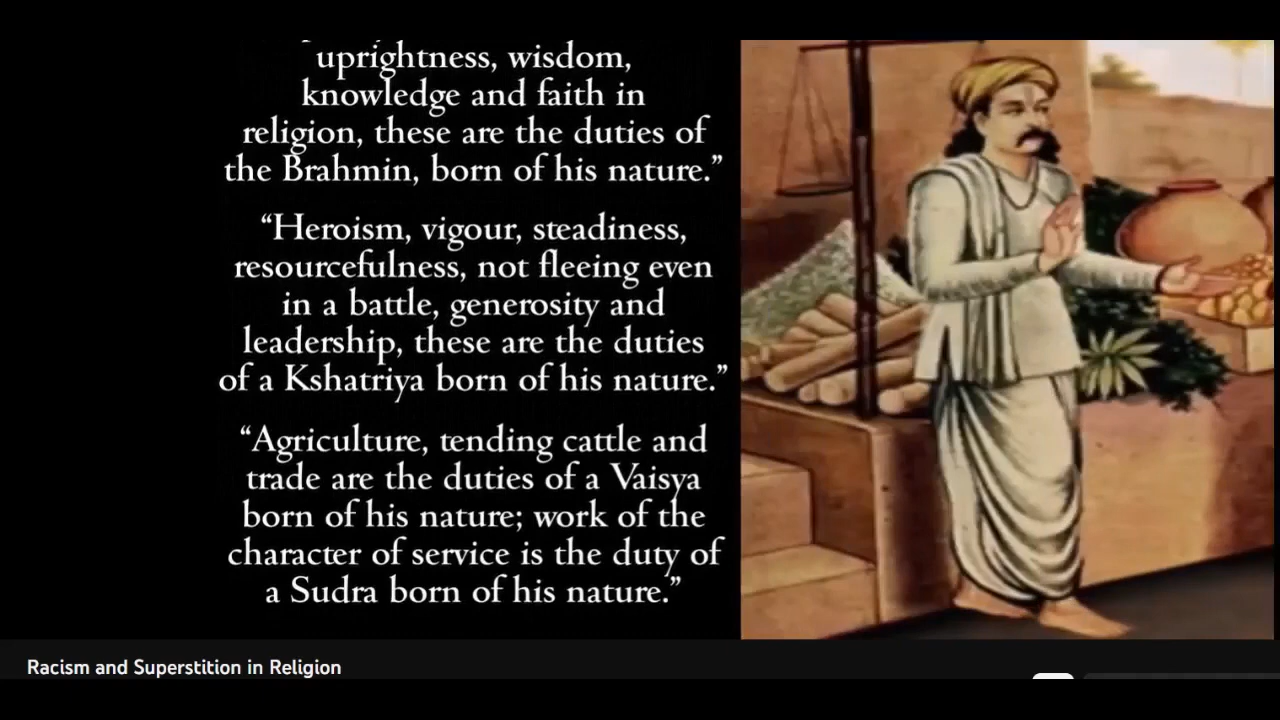 uprightness, wisdom,
knowledge and faith in
religion, these are the duties of
the Brahmin, born of his nature.”
“Heroism, vigour, steadiness,
resourcefulness, not fleeing even
in a battle, generosity and
leadership, these are the duties
of a Kshatriya born of his nature.”
“Agriculture, tending cattle and
trade are the duties of a Vaisya
born of his nature; work of the
character of service is the duty of
a Sudra born of his nature.”
Racism and Superstition in Religion